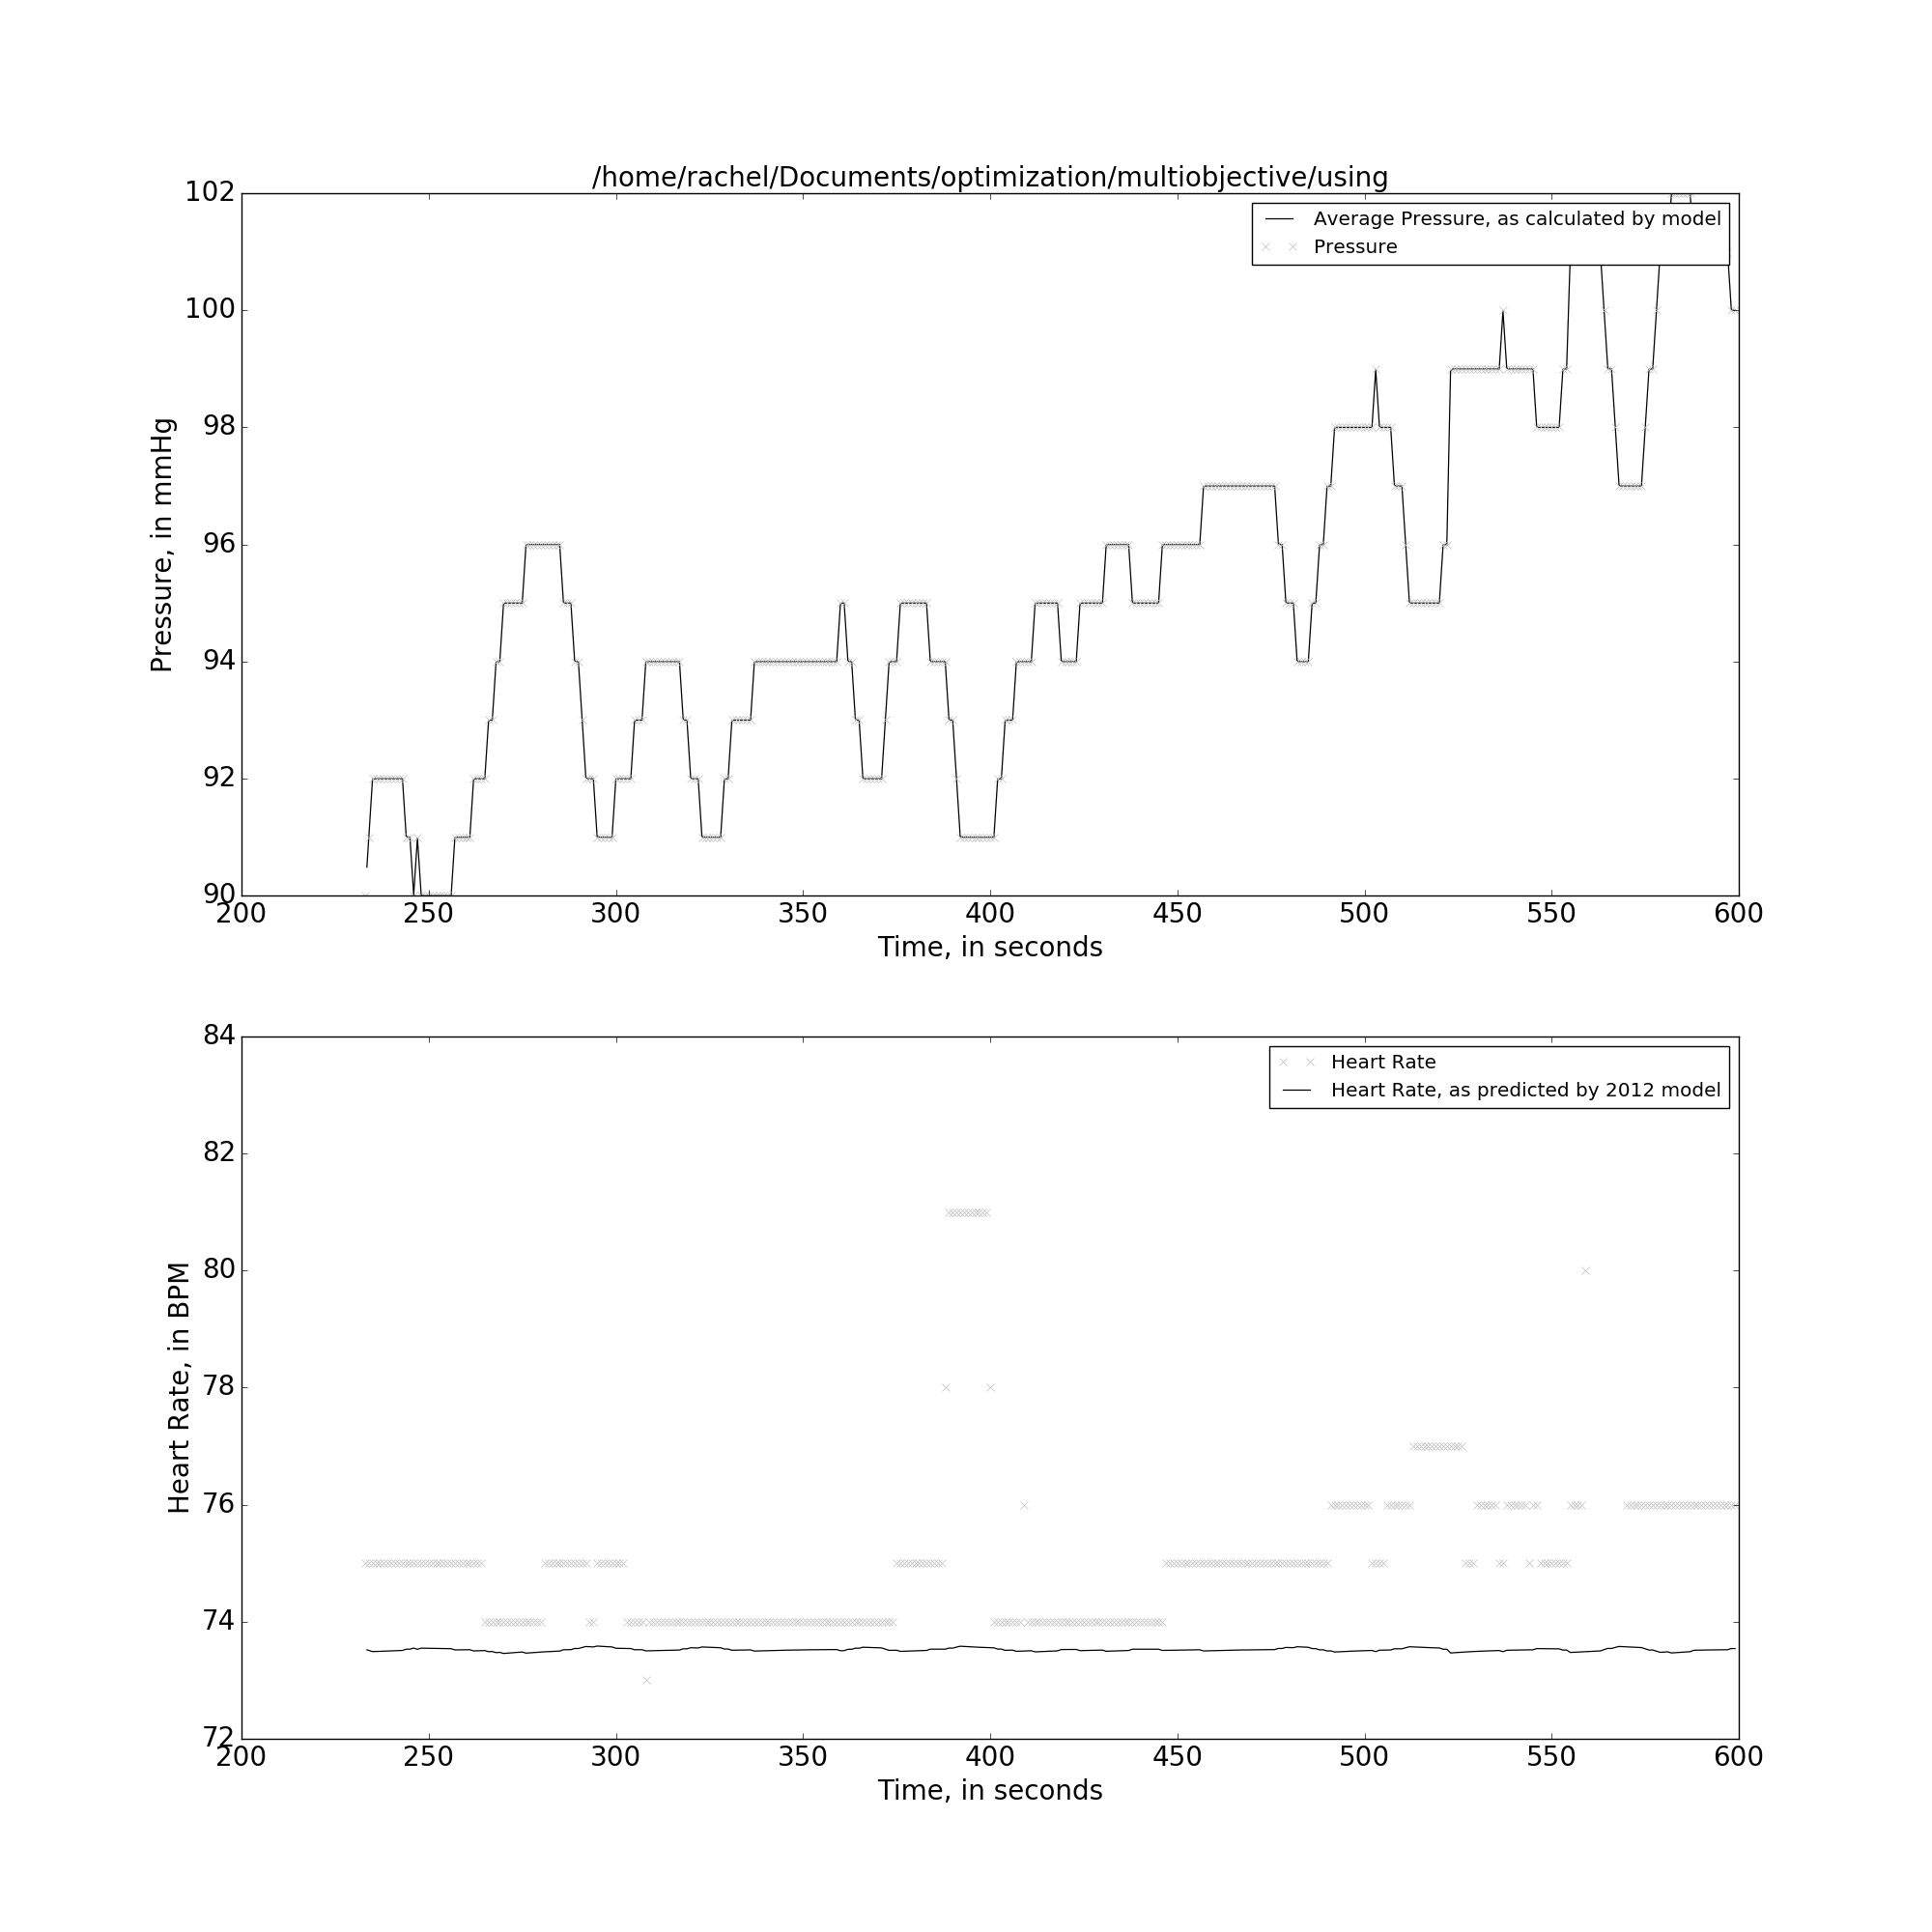 /home/rachel/Documents/optimization/multiobjective/using
102
100
98
96
94
92
90
Pressure, in mmHg
Average Pressure, as calculated by model
Pressure
200 250 300 350 400 450 500 550 600
Time, in seconds
84
82
80
78
76
74
72
Heart Rate, in BPM
Heart Rate
Heart Rate, as predicted by 2012 model
200 250 300 350 400 450 500 550 600
Time, in seconds